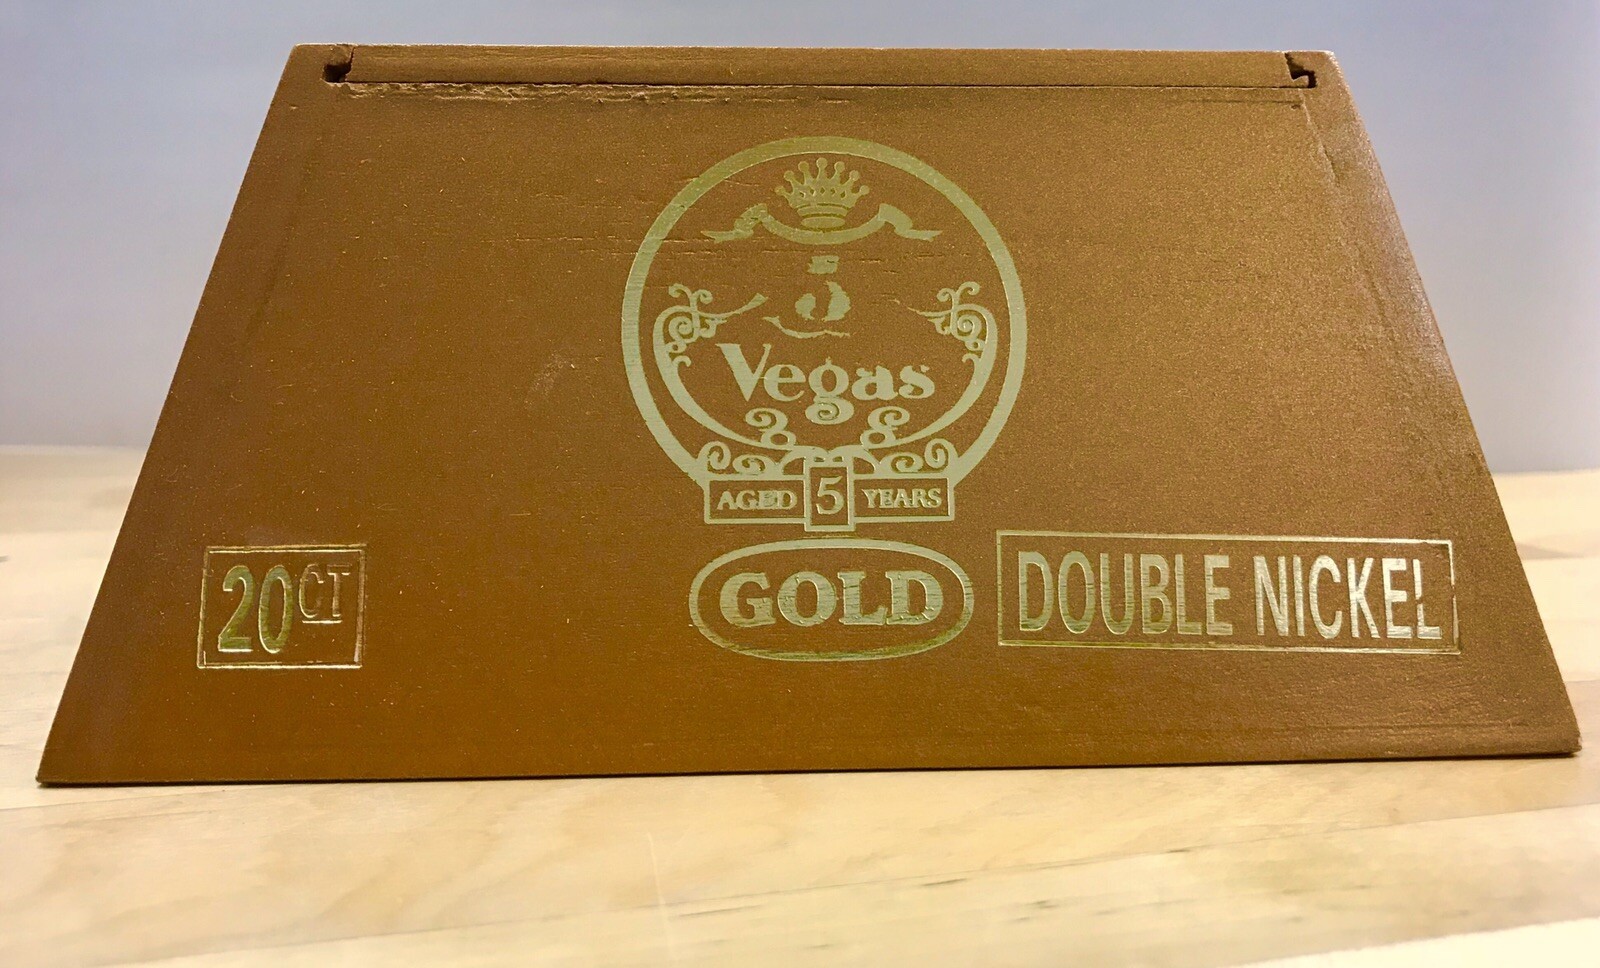 5
Vegas
AGED 5 YEARS
20CT
GOLD
DOUBLE NICKEL